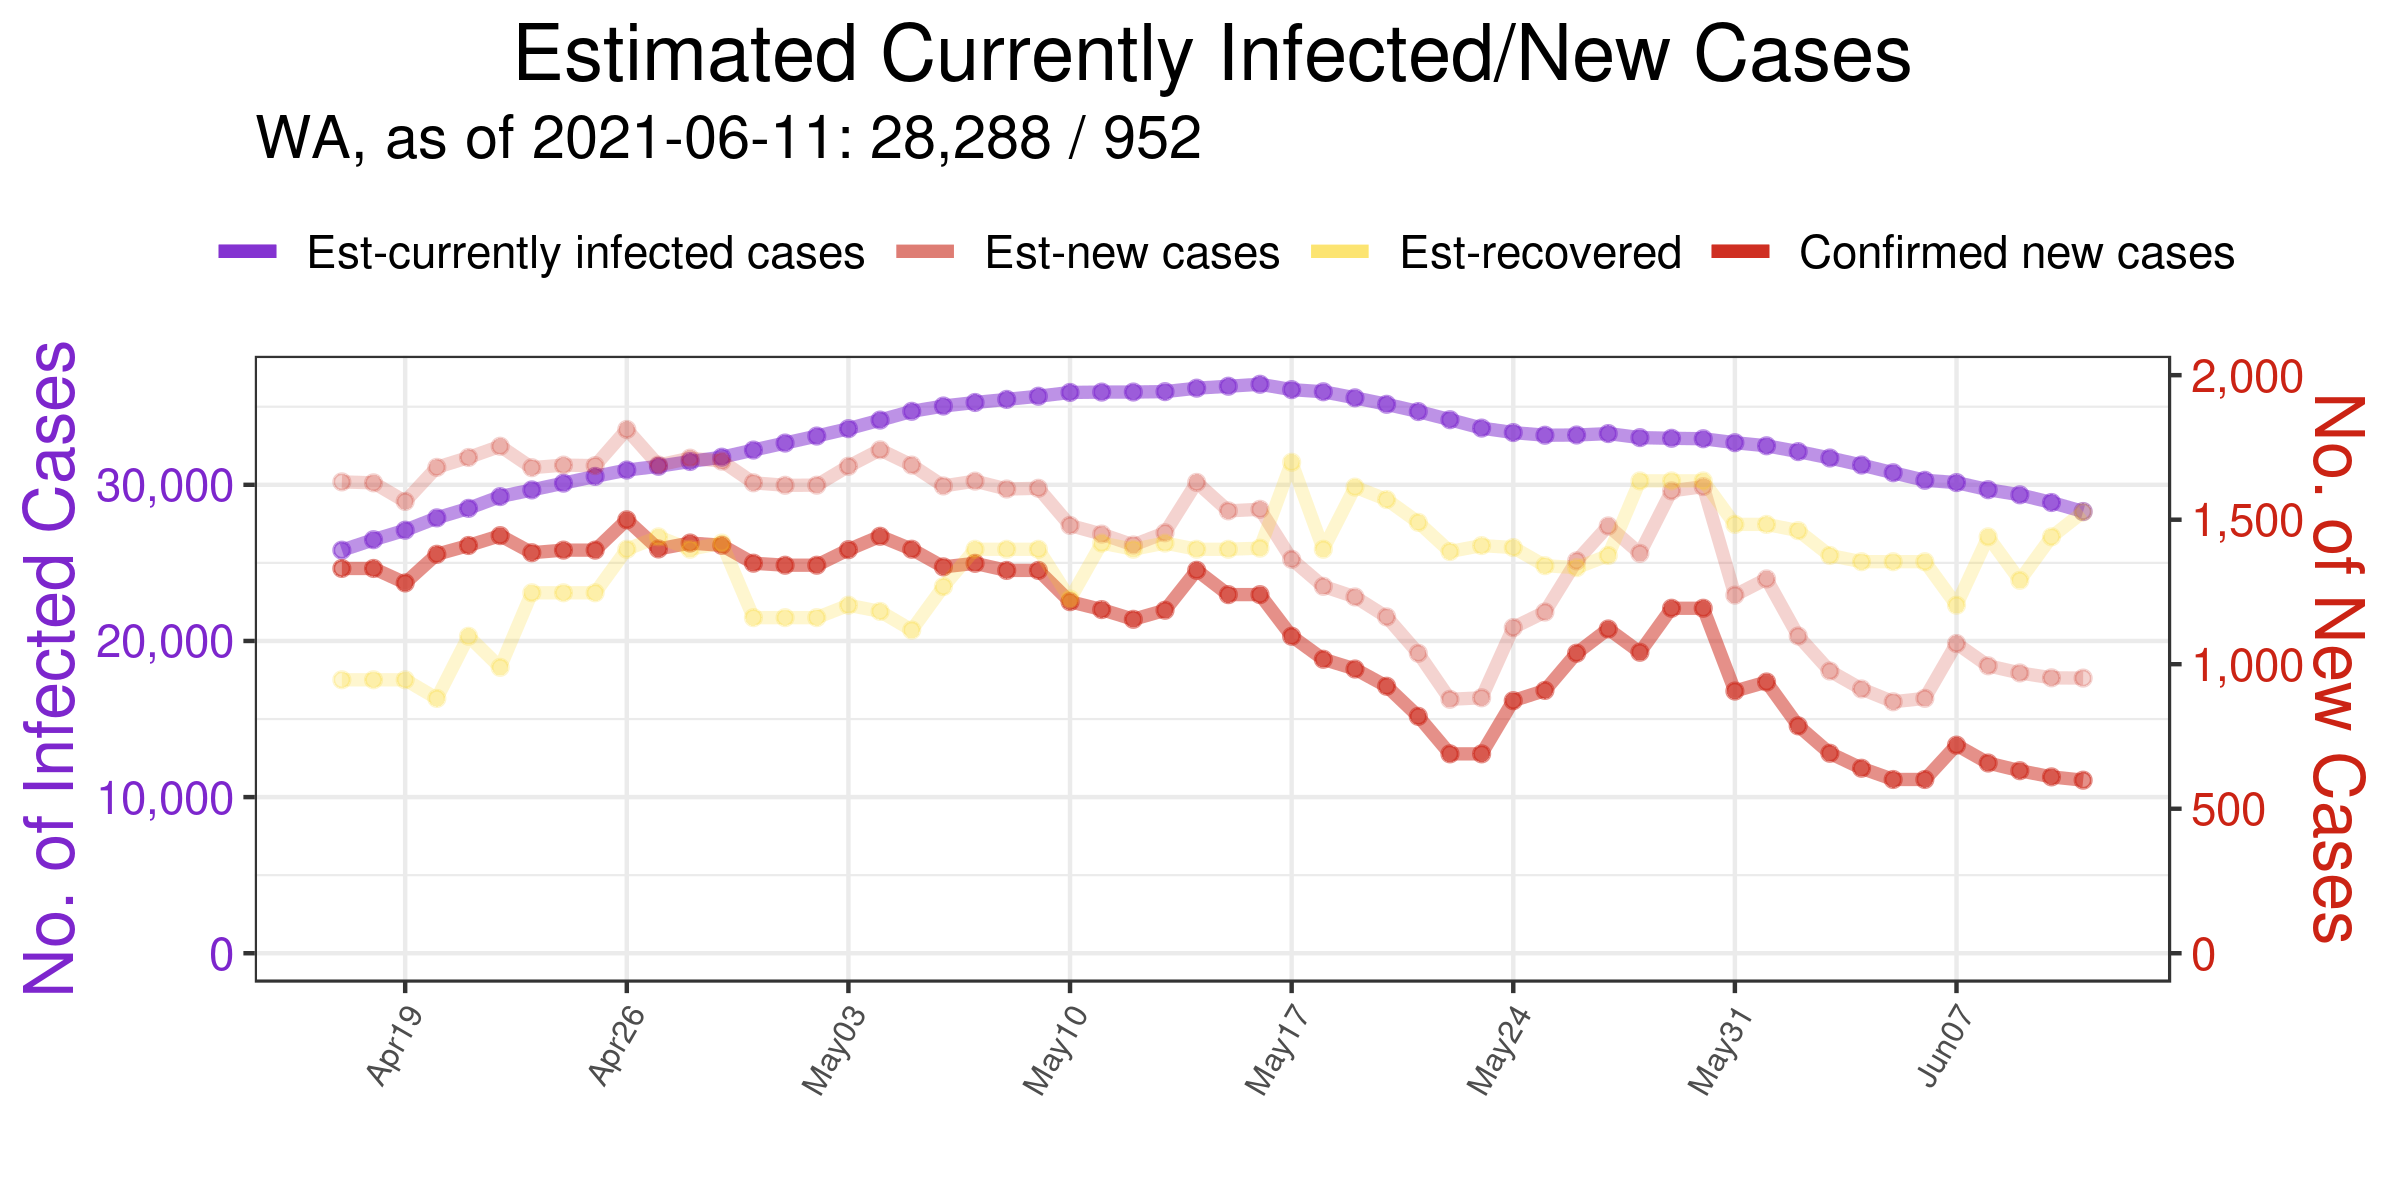 Estimated Currently Infected/New Cases
WA, as of 2021-06-11: 28,288 / 952
Est-currently infected cases Est-new cases Est-recovered Confirmed new cases
No. of Infected Cases
30,000
20,000
10,000
0
2,000
1,500
1,000
500
0
No. of New Cases
Apr19 Apr26 May03 May10 May17 May24 May31 Jun07